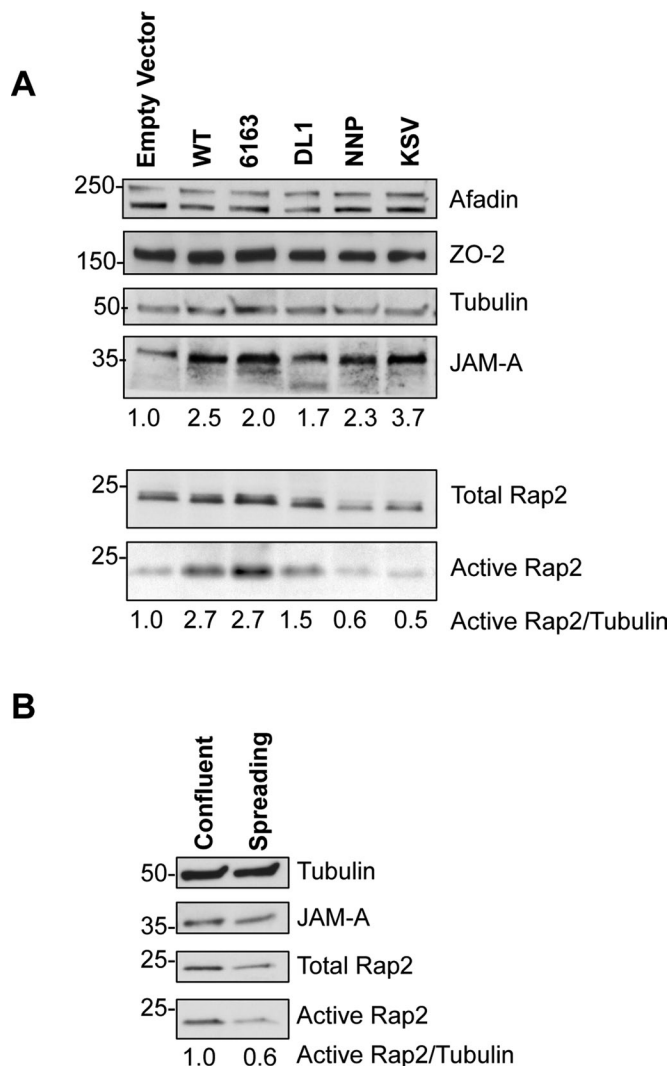 A
Empty Vector WT 6163 DL1 NNP KSV
250- Afadin
150- ZO-2
50- Tubulin
35- JAM-A
1.0 2.5 2.0 1.7 2.3 3.7
25- Total Rap2
25- Active Rap2
1.0 2.7 2.7 1.5 0.6 0.5 Active Rap2/Tubulin
B
Confluent Spreading
50- Tubulin
35- JAM-A
25- Total Rap2
25- Active Rap2
1.0 0.6 Active Rap2/Tubulin